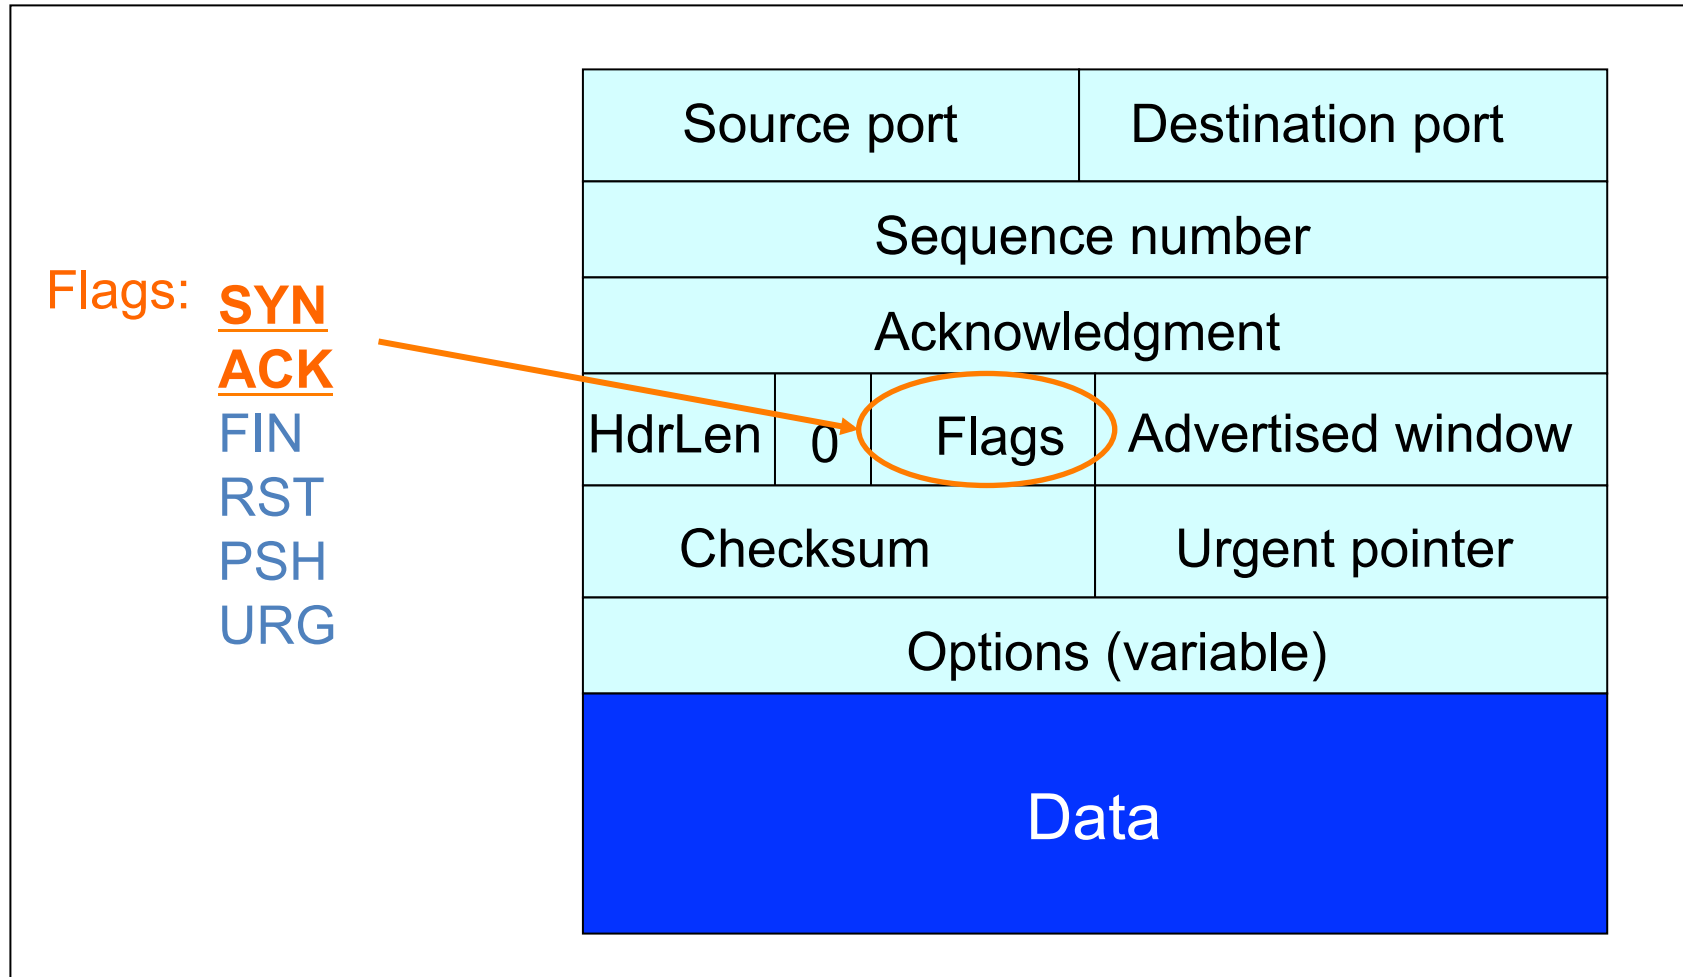 Flags:
SYN
ACK
FIN
RST
PSH
URG
Source port Destination port
Sequence number
Acknowledgment
HdrLen 0 Flags Advertised window
Checksum Urgent pointer
Options (variable)
Data